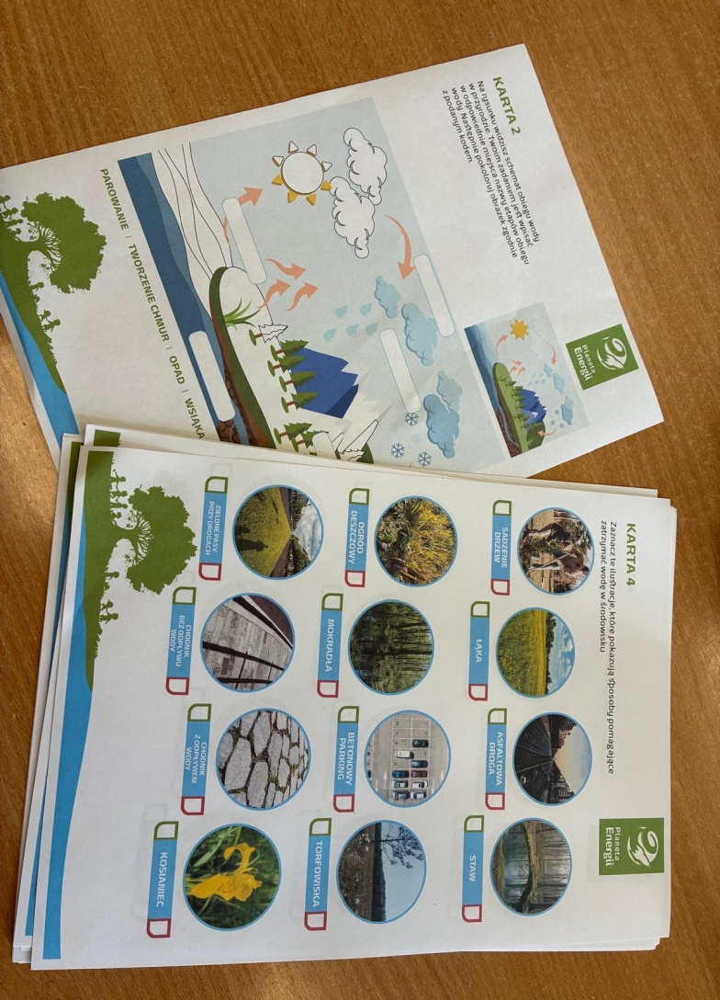 KARTA 2
Na rysunku widzisz schemat obiegu wody
w przyrodzie. Twoim zadaniem jest wpisać
w odpowiednie miejsca nazwy etapów obiegu
wody. Następnie pokoloruj obrazek zgodnie
z podanym kodem.
Planeta
Energii
PAROWANIE | TWORZENIE CHMUR | OPAD | WSIĄKA
KARTA 4
Zaznacz te ilustracje, które pokazują sposoby pomagające
zatrzymać wodę w środowisku
Planeta
Energii
SADZENIE
DRZEW
ŁĄKA
ASFALTOWA
DROGA
STAW
OGRÓD
DESZCZOWY
MOKRADŁA
BETONOWY
PARKING
TORFOWISKA
ZIELONE PASY
PRZY DROGACH
CHODNIK
BEZ ODPŁYWU
WODY
CHODNIK
Z ODPŁYWEM
WODY
KOSIANIEC